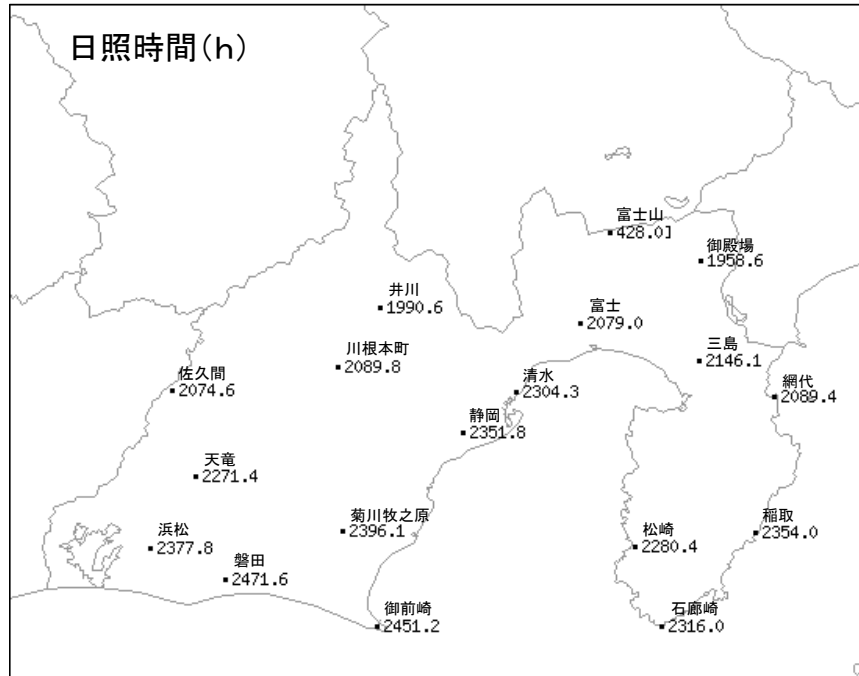 日照時間(h)
富士山
428.0]
御殿場
1958.6
井川
1990.6
富士
2079.0
三島
2146.1
川根本町
2089.8
佐久間
2074.6
清水
2304.3
網代
2089.4
静岡
2351.8
天竜
2271.4
菊川牧之原
2396.1
浜松
2377.8
松崎
2280.4
稲取
2354.0
磐田
2471.6
御前崎
2451.2
石廊崎
2316.0